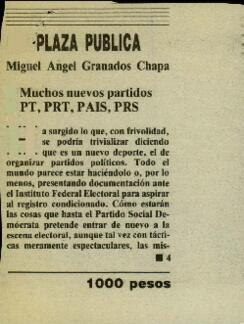 PLAZA PUBLICA
Miguel Angel Granados Chapa
Muchos nuevos partidos
PT, PRT, PAIS, PRS
a surgido lo que, con frivolidad,
se podría trivializar diciendo
que es un nuevo deporte, el de
organizar partidos políticos. Todo el
mundo parece estar haciéndolo o, por lo
menos, presentando documentación ante
el Instituto Federal Electoral para aspirar
al registro condicionado. Cómo estarán
las cosas que hasta el Partido Social De-
mócrata pretende entrar de nuevo a la
escena electoral, aunque tal vez con tácti-
cas meramente espectaculares, las mis-
■ 4
1000 pesos